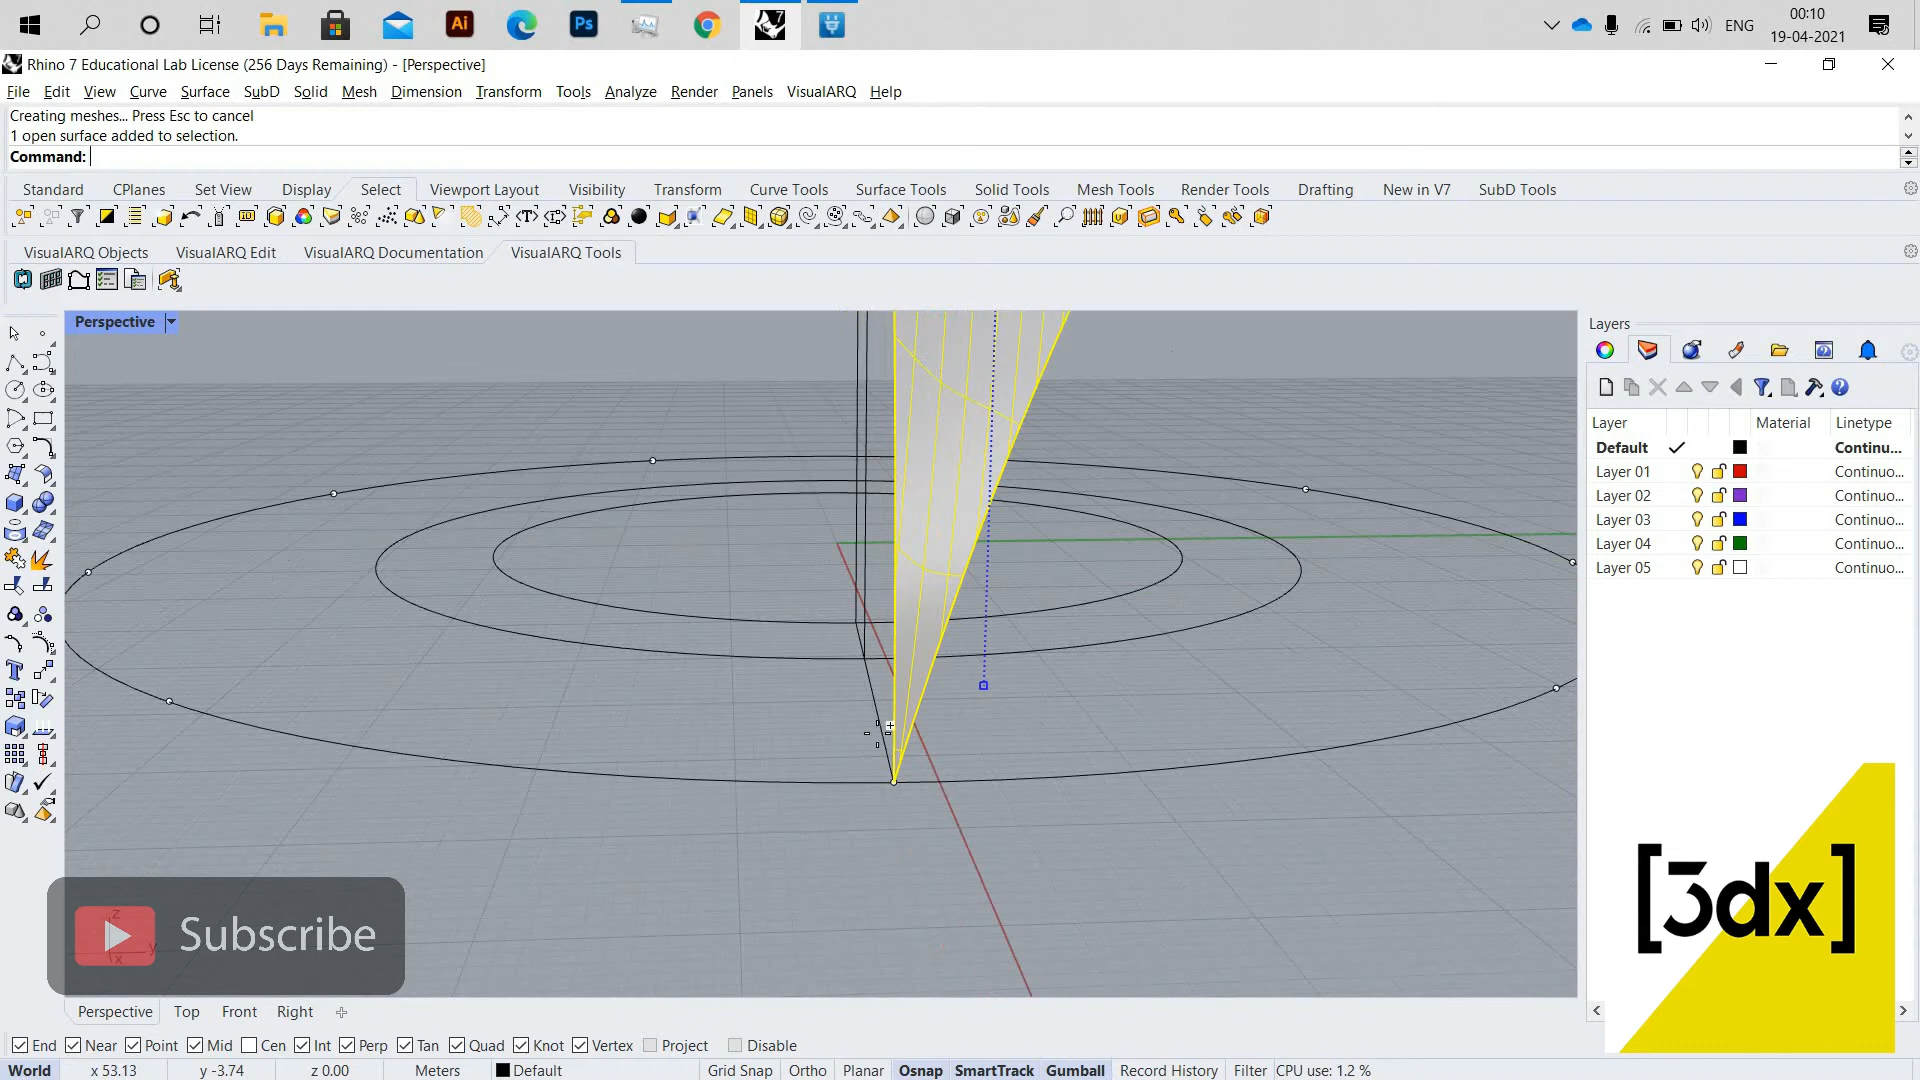 Ai
Ps
7
ENG
00:10
19-04-2021
Rhino 7 Educational Lab License (256 Days Remaining) - [Perspective]
File Edit View Curve Surface SubD Solid Mesh Dimension Transform Tools Analyze Render Panels VisualARQ Help
Creating meshes... Press Esc to cancel
1 open surface added to selection.
Command:
Standard CPlanes Set View Display Select Viewport Layout Visibility Transform Curve Tools Surface Tools Solid Tools Mesh Tools Render Tools Drafting New in V7 SubD Tools
VisualARQ Objects VisualARQ Edit VisualARQ Documentation VisualARQ Tools
Perspective
Layers
Layer Material Linetype
Default Continu...
Layer 01 Continuo...
Layer 02 Continuo...
Layer 03 Continuo...
Layer 04 Continuo...
Layer 05 Continuo...
z
y
x
Subscribe
[3dx]
Perspective Top Front Right
End Near Point Mid Cen Int Perp Tan Quad Knot Vertex Project Disable
World x 53.13 y -3.74 z 0.00 Meters Default Grid Snap Ortho Planar Osnap SmartTrack Gumball Record History Filter CPU use: 1.2 %